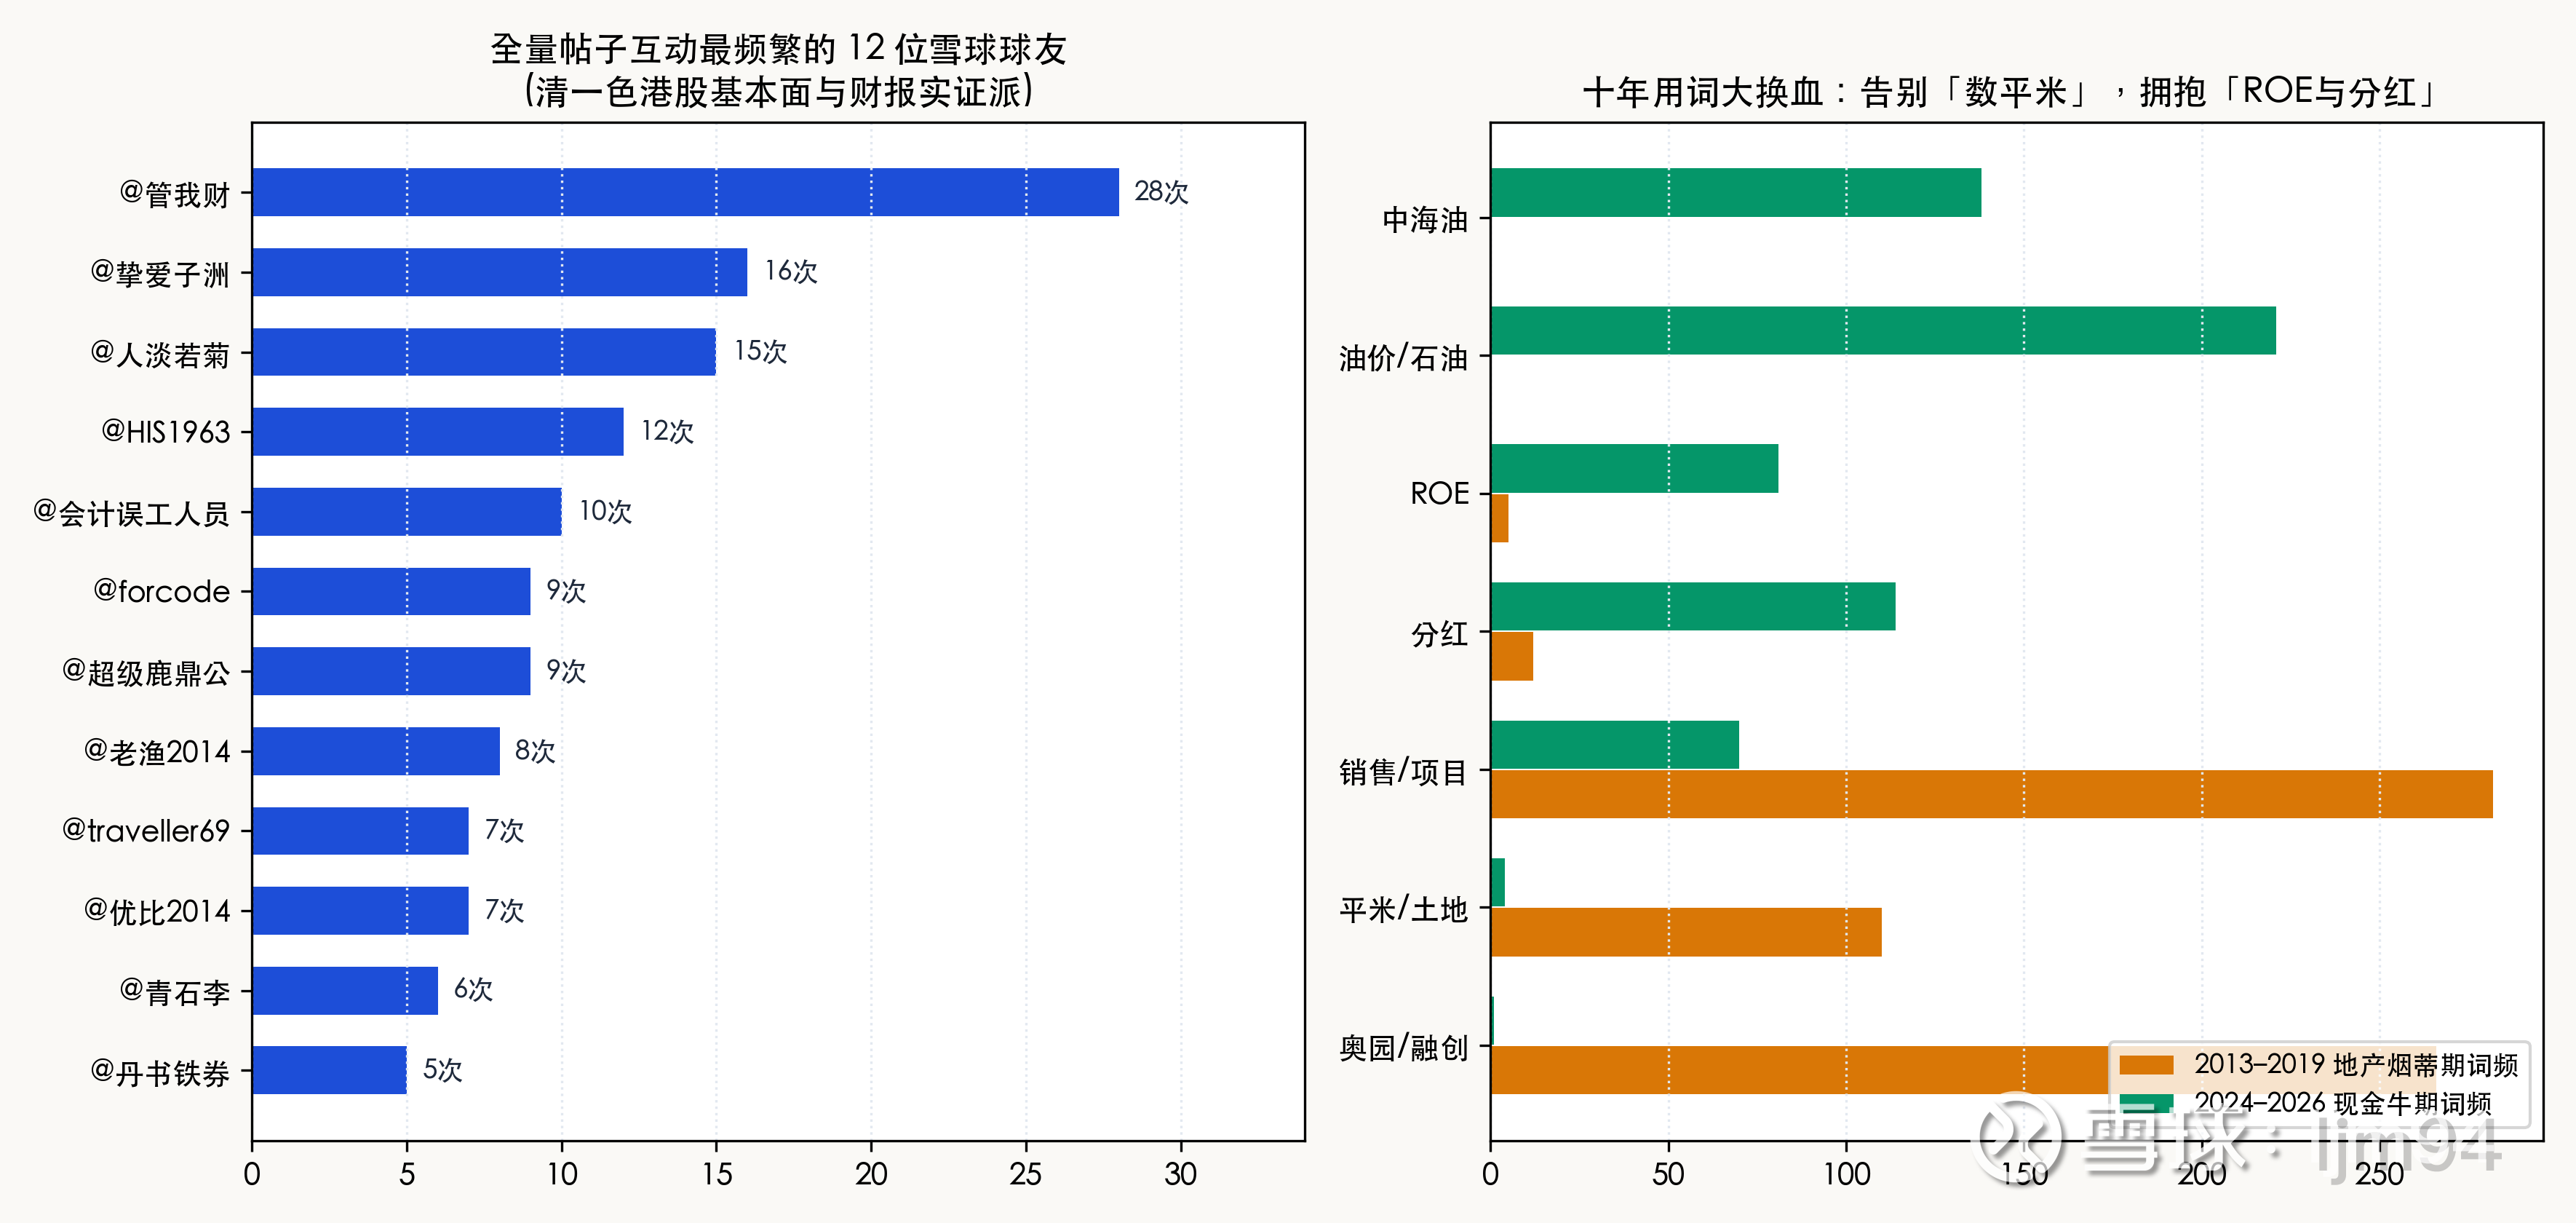 全量帖子互动最频繁的 12 位雪球球友
(清一色港股基本面与财报实证派)
@管我财
28次
@挚爱子洲
16次
@人淡若菊
15次
@HIS1963
12次
@会计误工人员
10次
@forcode
9次
@超级鹿鼎公
9次
@老渔2014
8次
@traveller69
7次
@优比2014
7次
@青石李
6次
@丹书铁券
5次
0 5 10 15 20 25 30
十年用词大换血：告别「数平米」，拥抱「ROE与分红」
中海油
油价/石油
ROE
分红
销售/项目
平米/土地
奥园/融创
2013–2019 地产烟蒂期词频
2024–2026 现金牛期词频
0 50 100 150 200 250
雪球：ljm94